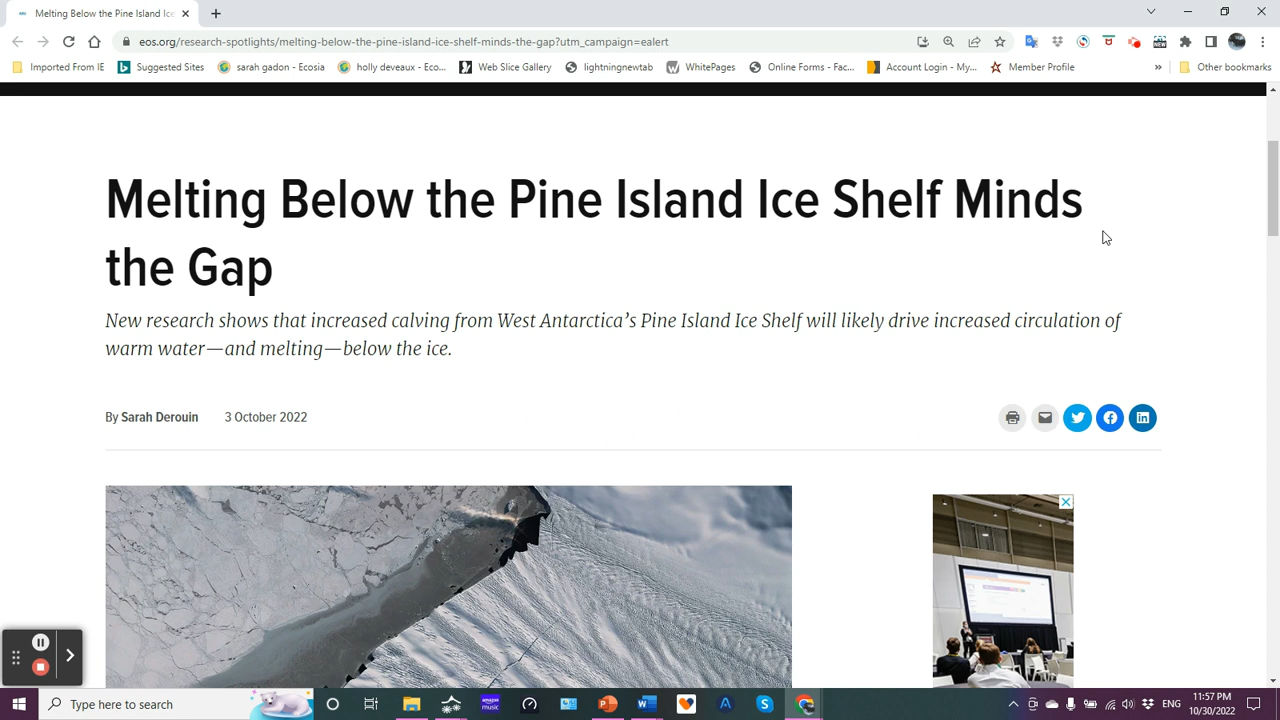 Melting Below the Pine Island Ice
eos.org/research-spotlights/melting-below-the-pine-island-ice-shelf-minds-the-gap?utm_campaign=ealert
Imported From IE
Suggested Sites
sarah gadon - Ecosia
holly deveaux - Eco...
Web Slice Gallery
lightningnewtab
WhitePages
Online Forms - Fac...
Account Login - My...
Member Profile
»
Other bookmarks
Melting Below the Pine Island Ice Shelf Minds
the Gap
New research shows that increased calving from West Antarctica's Pine Island Ice Shelf will likely drive increased circulation of
warm water—and melting—below the ice.
By Sarah Derouin
3 October 2022
Type here to search
amazon
music
ENG
11:57 PM
10/30/2022